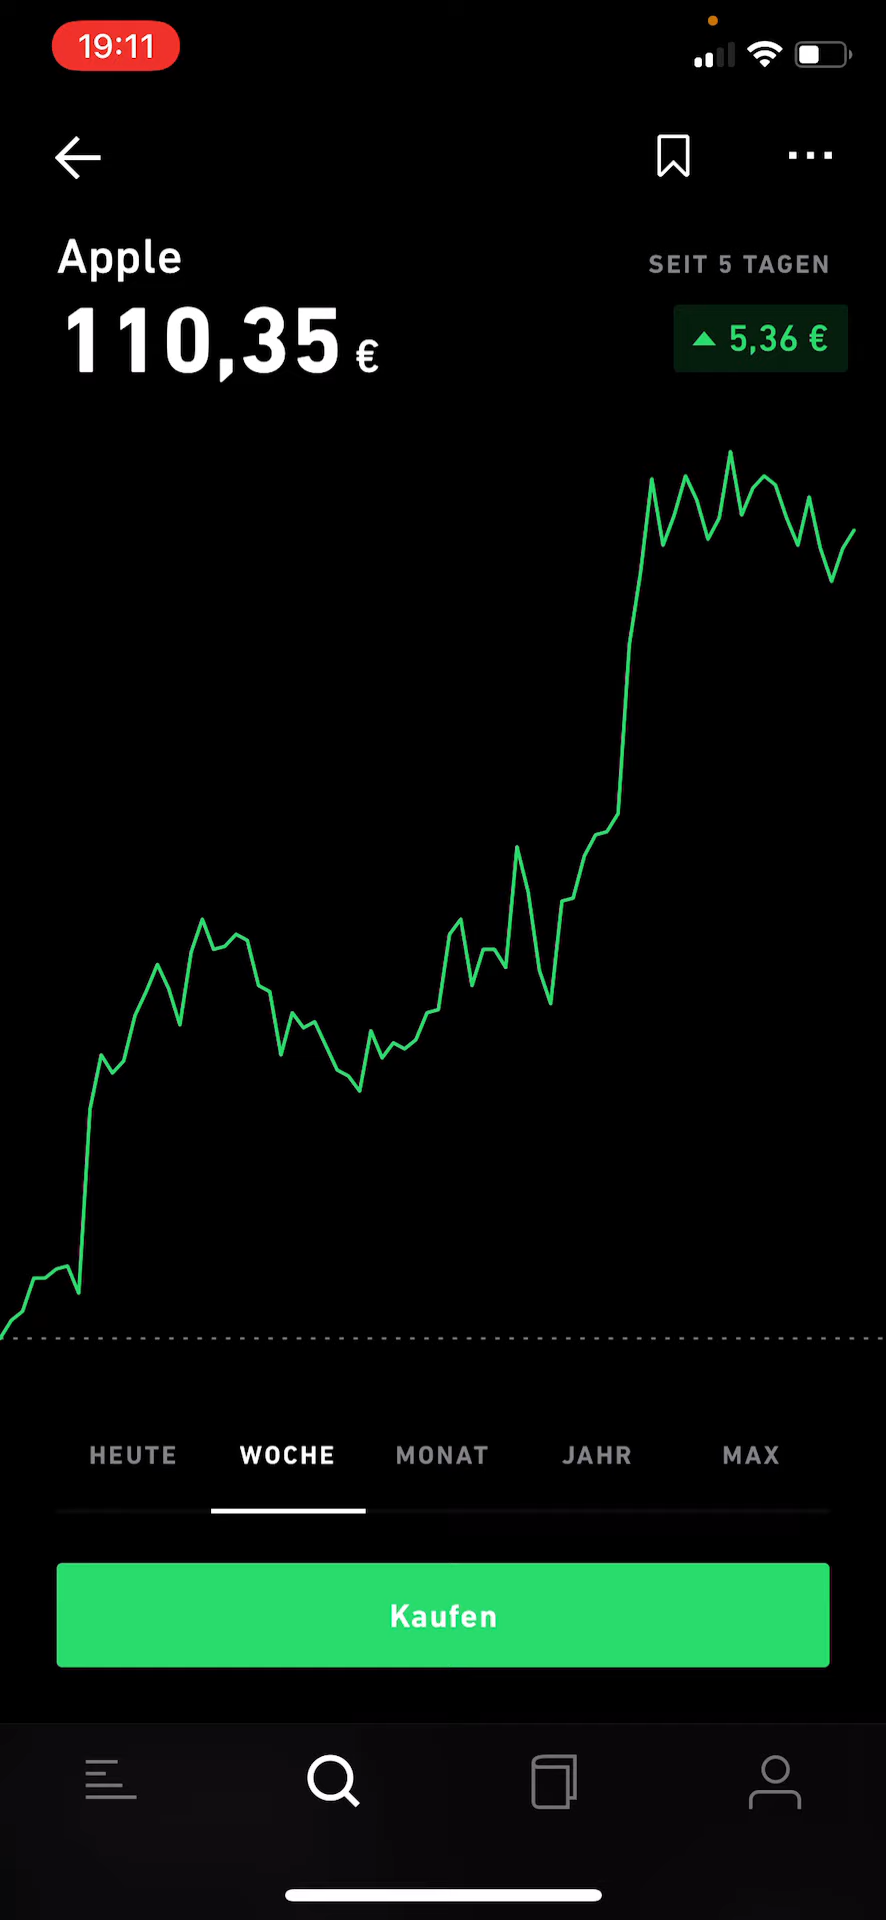 19:11
Apple
SEIT 5 TAGEN
110,35 €
5,36 €
HEUTE WOCHE MONAT JAHR MAX
Kaufen